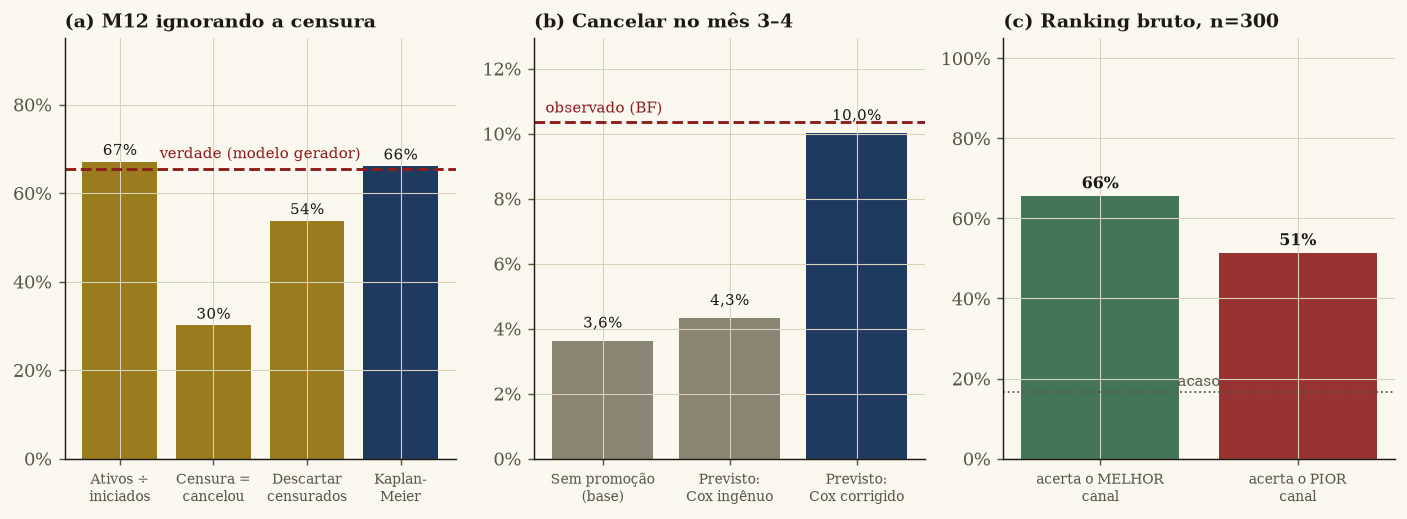 (a) M12 ignorando a censura
80%
60%
40%
20%
0%
67%
verdade (modelo gerador)
66%
54%
30%
Ativos ÷
iniciados
Censura =
cancelou
Descartar
censurados
Kaplan-
Meier
(b) Cancelar no mês 3–4
12%
10%
8%
6%
4%
2%
0%
observado (BF)
10,0%
4,3%
3,6%
Sem promoção
(base)
Previsto:
Cox ingênuo
Previsto:
Cox corrigido
(c) Ranking bruto, n=300
100%
80%
60%
40%
20%
0%
66%
51%
acaso
acerta o MELHOR
canal
acerta o PIOR
canal